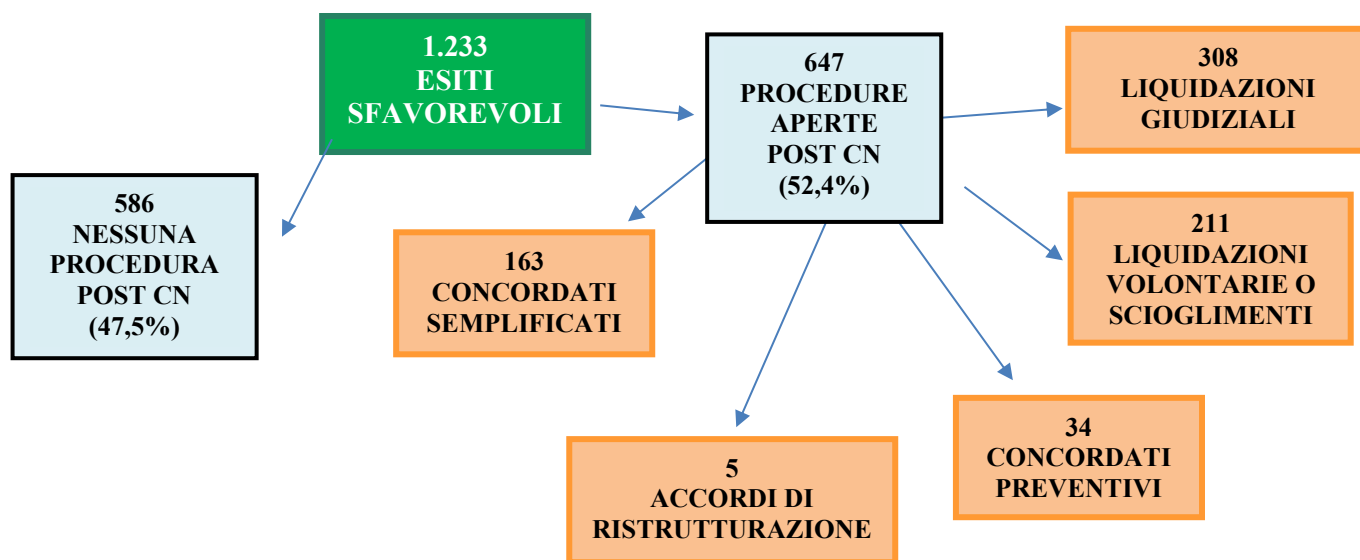 1.233
ESITI
SFAVOREVOLI
647
PROCEDURE
APERTE
POST CN
(52,4%)
308
LIQUIDAZIONI
GIUDIZIALI
586
NESSUNA
PROCEDURA
POST CN
(47,5%)
163
CONCORDATI
SEMPLIFICATI
211
LIQUIDAZIONI
VOLONTARIE O
SCIOGLIMENTI
5
ACCORDI DI
RISTRUTTURAZIONE
34
CONCORDATI
PREVENTIVI